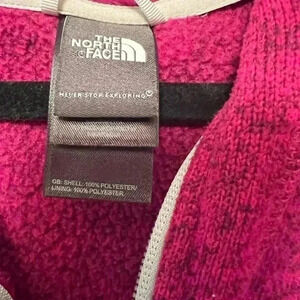 THE
NORTH
FACE
NEVER STOP EXPLORING
GB: SHELL: 100% POLYESTER/
LINING: 100% POLYESTER.